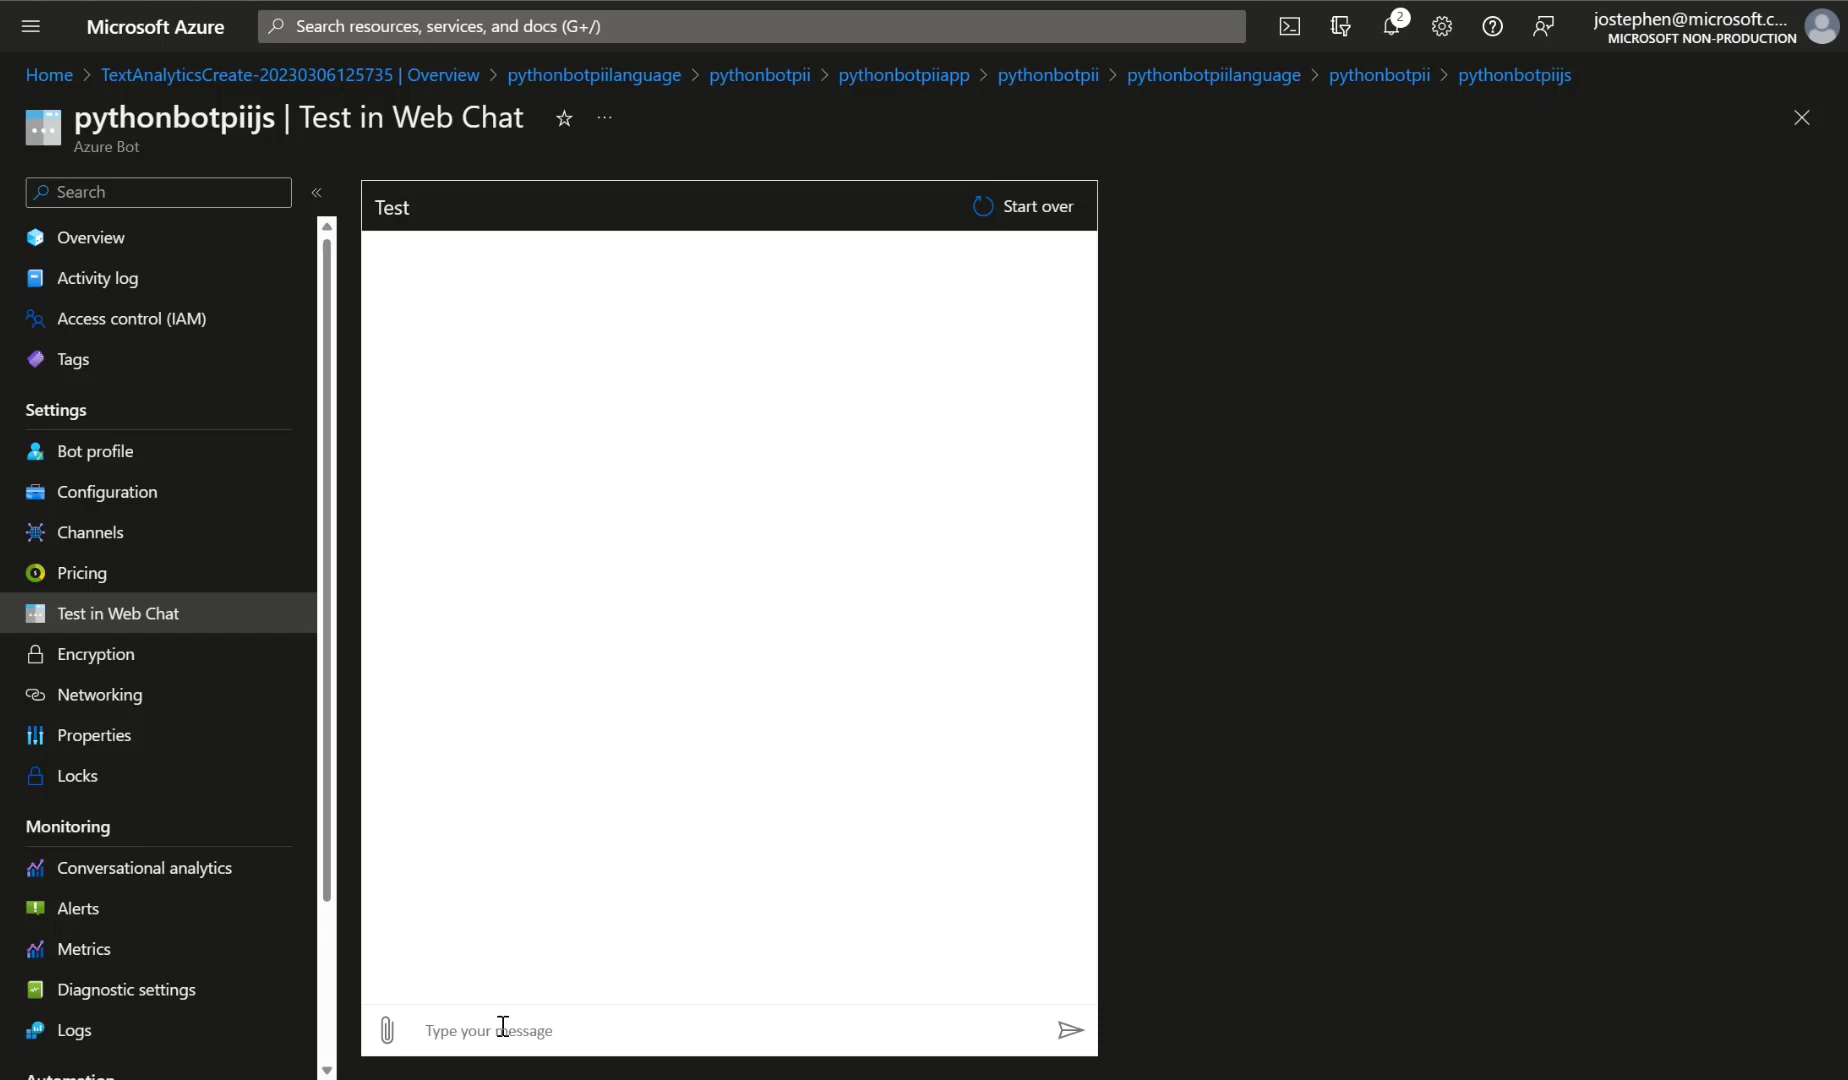 Microsoft Azure
Search resources, services, and docs (G+/)
2
jostephen@microsoft.c...
MICROSOFT NON-PRODUCTION
Home > TextAnalyticsCreate-20230306125735 | Overview > pythonbotpiilanguage > pythonbotpii > pythonbotpiiapp > pythonbotpii > pythonbotpiilanguage > pythonbotpii > pythonbotpiijs
pythonbotpiijs | Test in Web Chat
Azure Bot
Search
Overview
Activity log
Access control (IAM)
Tags
Settings
Bot profile
Configuration
Channels
Pricing
Test in Web Chat
Encryption
Networking
Properties
Locks
Monitoring
Conversational analytics
Alerts
Metrics
Diagnostic settings
Logs
Automation
Test
Start over
Type your message